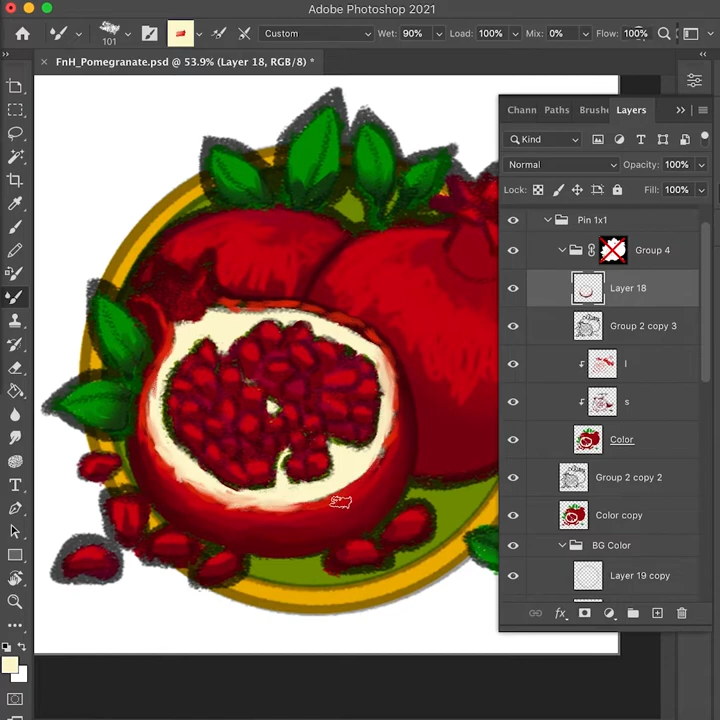 Adobe Photoshop 2021
101
Custom
Wet: 90%
Load: 100%
Mix: 0%
Flow: 100%
FnH_Pomegranate.psd @ 53.9% (Layer 18, RGB/8) *
Chann
Paths
Brushe
Layers
Kind
Normal
Opacity: 100%
Lock:
Fill: 100%
Pin 1x1
Group 4
Layer 18
Group 2 copy 3
l
s
Color
Group 2 copy 2
Color copy
BG Color
Layer 19 copy
fx